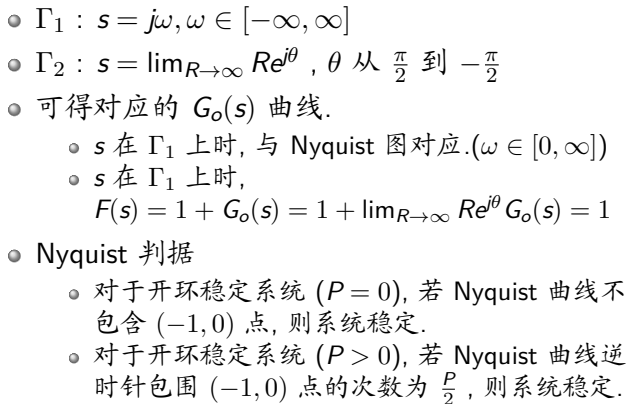 Γ₁ : s = jω, ω ∈ [−∞, ∞]
Γ₂ : s = lim_{R→∞} Re^{jθ} , θ 从 π/2 到 −π/2
可得对应的 Gₒ(s) 曲线.
s 在 Γ₁ 上时, 与 Nyquist 图对应.(ω ∈ [0, ∞])
s 在 Γ₁ 上时,
F(s) = 1 + Gₒ(s) = 1 + lim_{R→∞} Re^{jθ} Gₒ(s) = 1
Nyquist 判据
对于开环稳定系统 (P = 0), 若 Nyquist 曲线不
包含 (−1, 0) 点, 则系统稳定.
对于开环稳定系统 (P > 0), 若 Nyquist 曲线逆
时针包围 (−1, 0) 点的次数为 P/2 , 则系统稳定.